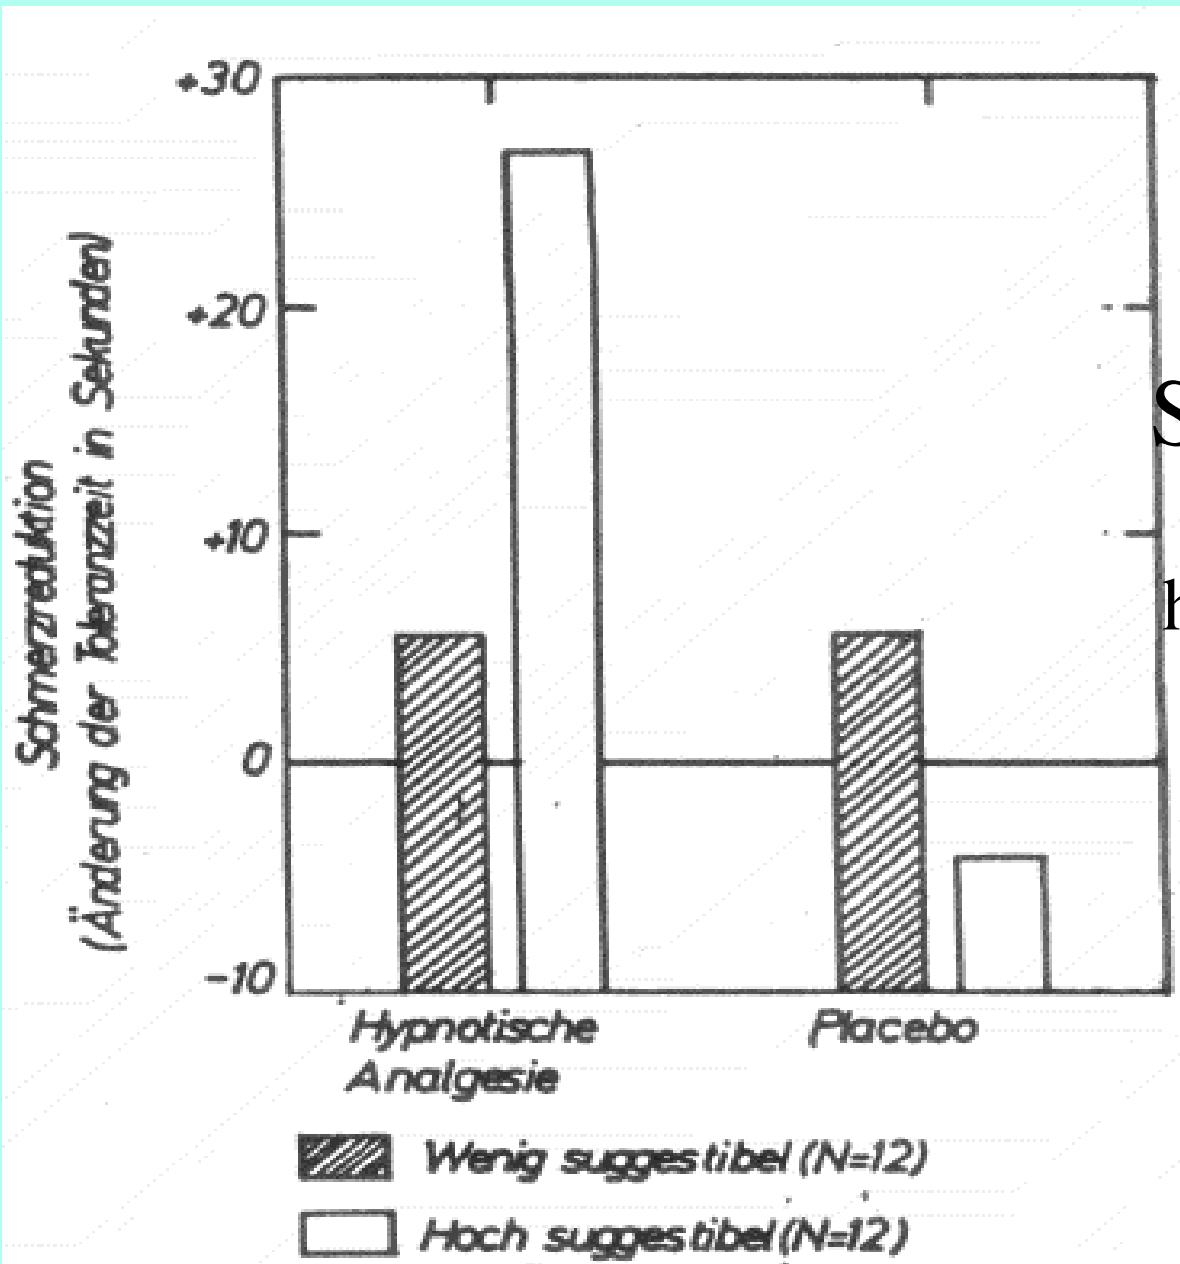 +30
+20
+10
0
-10
Schmerzreduktion
(Änderung der Toleranzzeit in Sekunden)
S
h
Hypnotische
Analgesie
Placebo
Wenig suggestibel (N=12)
Hoch suggestibel (N=12)